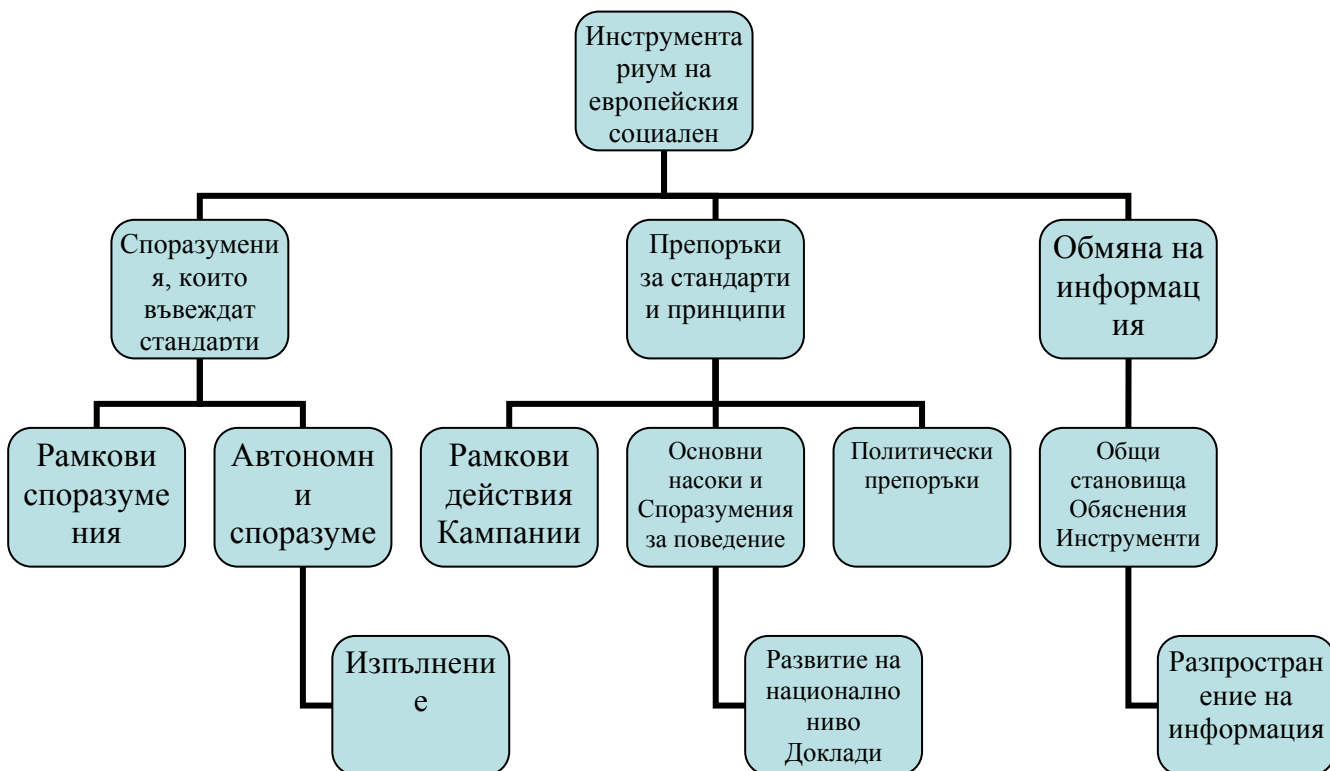 Инструмента
риум на
европейския
социален
Споразумени
я, които
въвеждат
стандарти
Препоръки
за стандарти
и принципи
Обмяна на
информац
ия
Рамкови
споразуме
ния
Автономн
и
споразуме
Рамкови
действия
Кампании
Основни
насоки и
Споразумения
за поведение
Политически
препоръки
Общи
становища
Обяснения
Инструменти
Изпълнени
е
Развитие на
национално
ниво
Доклади
Разпростран
ение на
информация